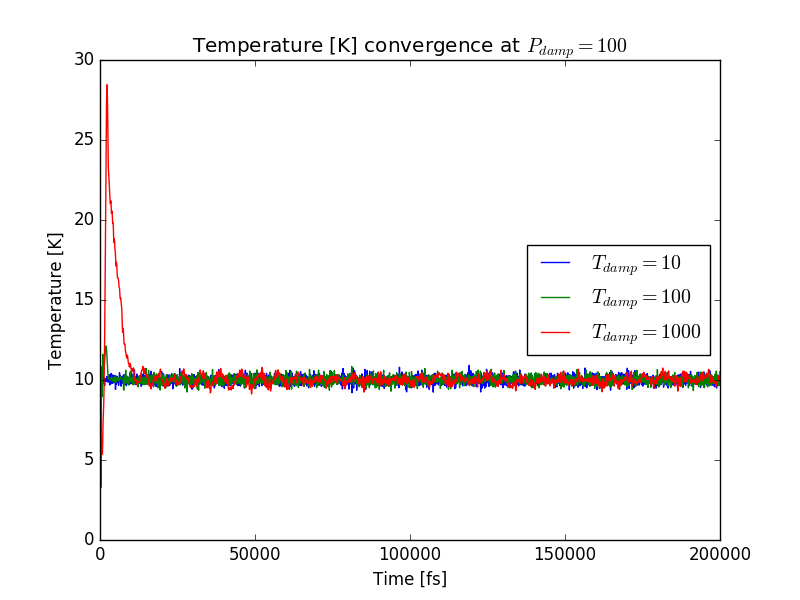 Temperature [K] convergence at P_damp = 100
30
25
20
15
10
5
0
Temperature [K]
T_damp = 10
T_damp = 100
T_damp = 1000
0 50000 100000 150000 200000
Time [fs]